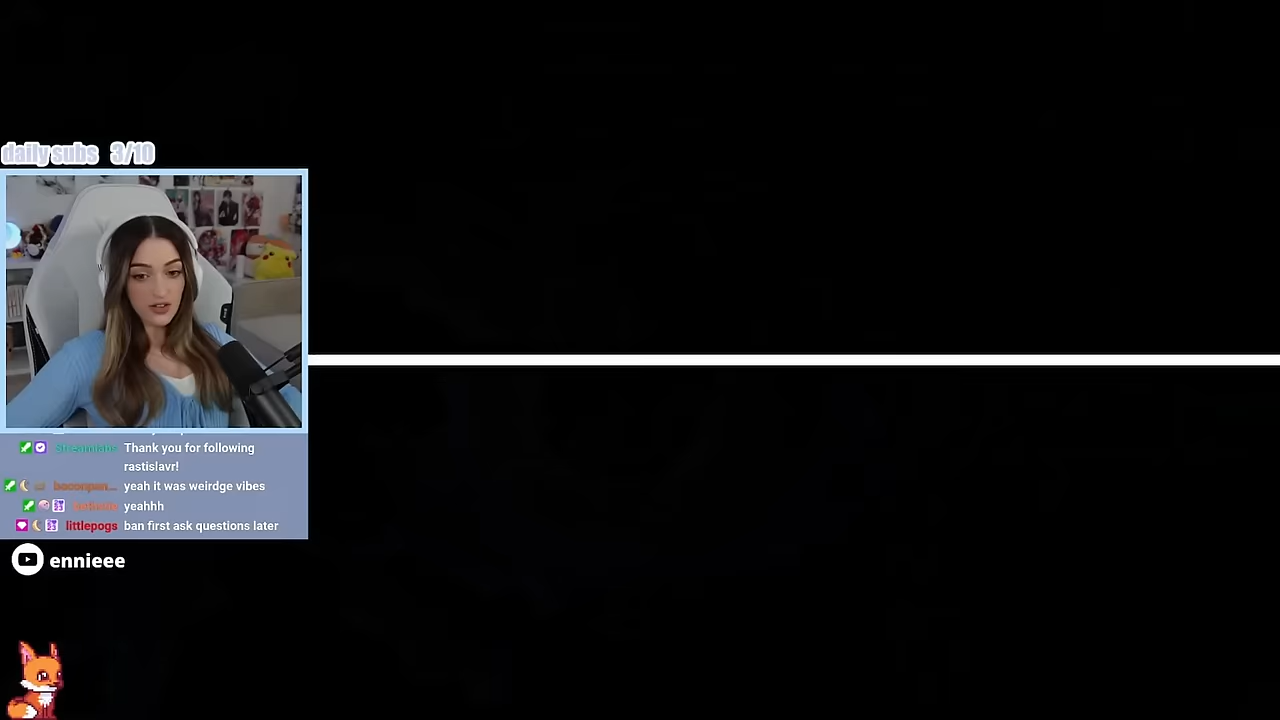 daily subs 3/10
Thank you for following
rastislavr!
yeah it was weirdge vibes
yeahhh
littlepogs ban first ask questions later
ennieee